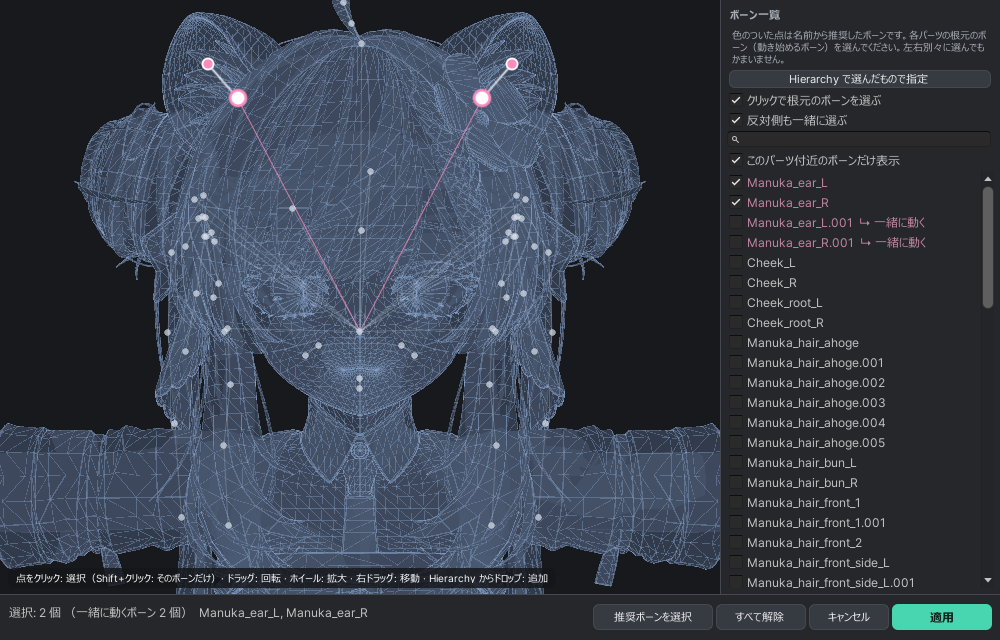 ボーン一覧
色のついた点は名前から推奨したボーンです。各パーツの根元のボ
ーン（動き始めるボーン）を選んでください。左右別々に選んでも
かまいません。
Hierarchy で選んだもので指定
クリックで根元のボーンを選ぶ
反対側も一緒に選ぶ
このパーツ付近のボーンだけ表示
Manuka_ear_L
Manuka_ear_R
Manuka_ear_L.001 ↳ 一緒に動く
Manuka_ear_R.001 ↳ 一緒に動く
Cheek_L
Cheek_R
Cheek_root_L
Cheek_root_R
Manuka_hair_ahoge
Manuka_hair_ahoge.001
Manuka_hair_ahoge.002
Manuka_hair_ahoge.003
Manuka_hair_ahoge.004
Manuka_hair_ahoge.005
Manuka_hair_bun_L
Manuka_hair_bun_R
Manuka_hair_front_1
Manuka_hair_front_1.001
Manuka_hair_front_2
Manuka_hair_front_side_L
Manuka_hair_front_side_L.001
点をクリック: 選択（Shift+クリック: そのボーンだけ）・ドラッグ: 回転・ホイール: 拡大・右ドラッグ: 移動・Hierarchy からドロップ: 追加
選択: 2 個 （一緒に動くボーン 2 個） Manuka_ear_L, Manuka_ear_R
推奨ボーンを選択
すべて解除
キャンセル
適用